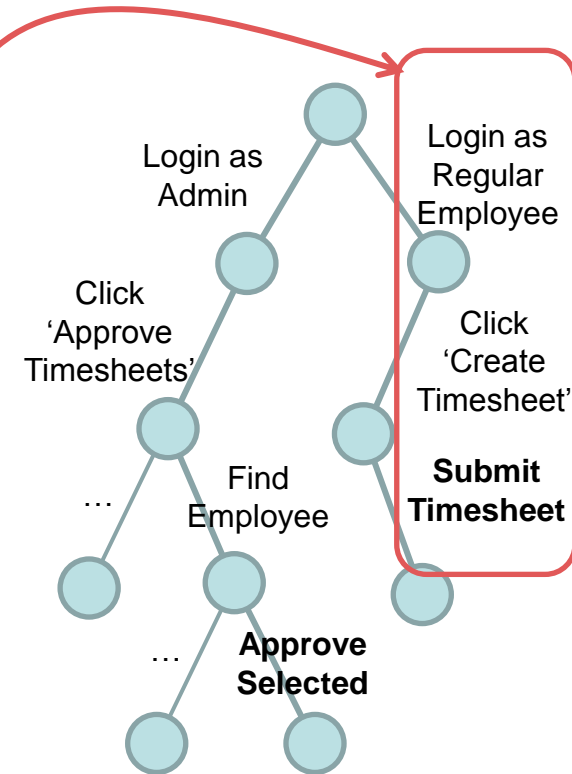 Login as
Admin
Login as
Regular
Employee
Click
‘Approve
Timesheets’
Click
‘Create
Timesheet’
Submit
Timesheet
...
Find
Employee
...
Approve
Selected